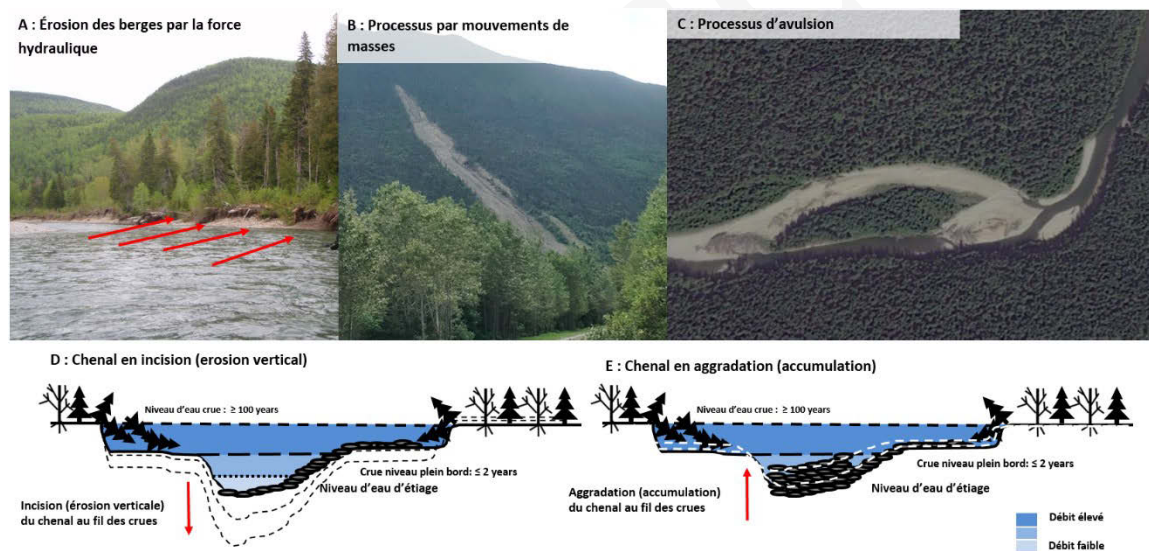 A : Érosion des berges par la force
hydraulique
B : Processus par mouvements de
masses
C : Processus d'avulsion
D : Chenal en incision (erosion vertical)
Niveau d'eau crue : ≥ 100 years
Crue niveau plein bord: ≤ 2 years
Niveau d'eau d'étiage
Incision (érosion verticale)
du chenal au fil des crues
E : Chenal en aggradation (accumulation)
Niveau d'eau crue : ≥ 100 years
Crue niveau plein bord: ≤ 2 years
Niveau d'eau d'étiage
Aggradation (accumulation)
du chenal au fil des crues
Débit élevé
Débit faible